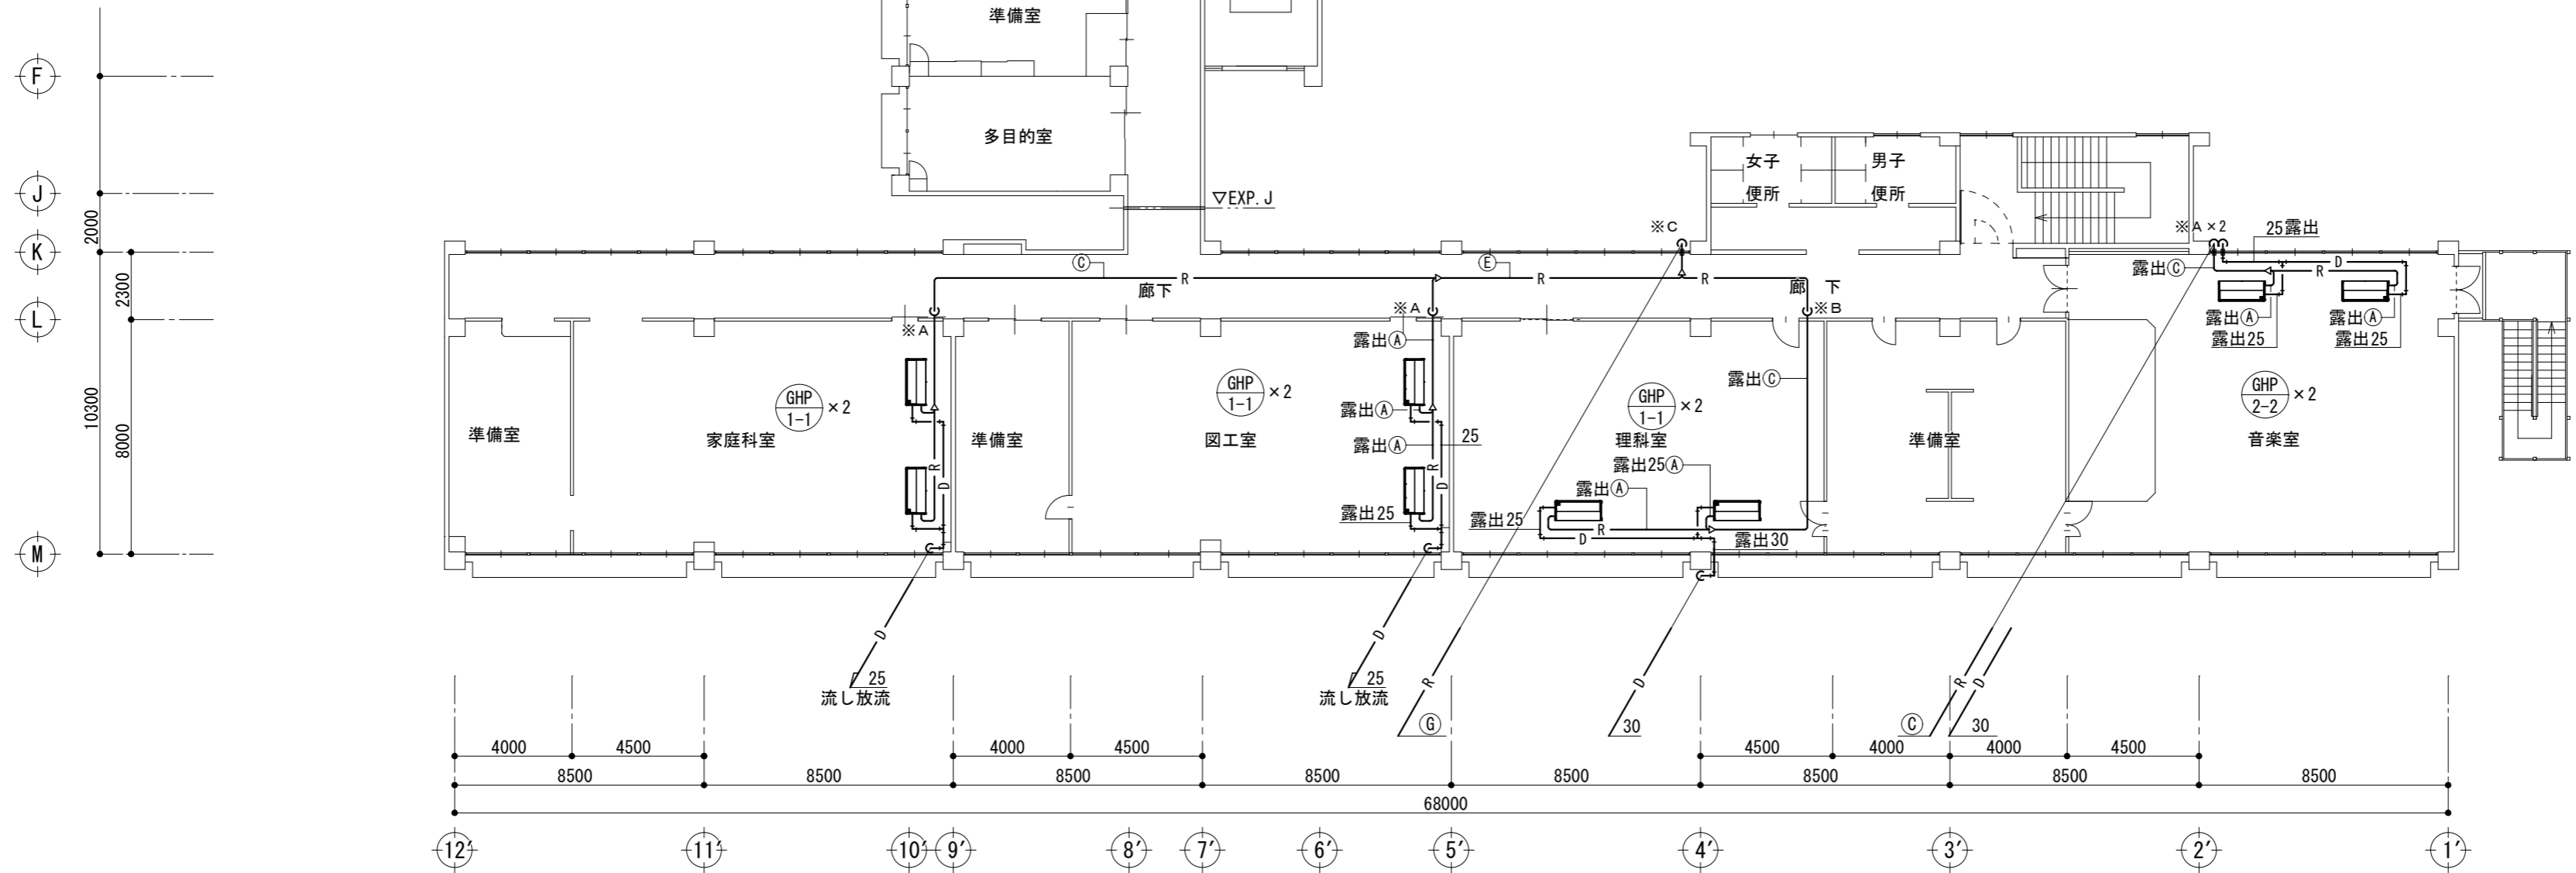 準備室
F
多目的室
女子
便所
男子
便所
J
▽EXP. J
2000
※C
※A×2
25露出
K
Ⓒ
R
Ⓔ
R
R
露出Ⓒ
D
R
2300
廊下
廊 下
L
※A
※A
※B
露出Ⓐ
露出Ⓐ
露出25
露出25
露出Ⓐ
露出Ⓒ
10300
8000
GHP
1-1
×2
GHP
1-1
×2
露出Ⓐ
GHP
1-1
×2
GHP
2-2
×2
準備室
家庭科室
準備室
図工室
露出Ⓐ
25
理科室
準備室
音楽室
R
D
R
D
露出25Ⓐ
露出Ⓐ
露出25
露出25
R
D
露出30
M
D
25
流し放流
D
25
流し放流
R
Ⓖ
D
30
R
Ⓒ
D
30
4000
4500
4000
4500
4500
4000
4000
4500
8500
8500
8500
8500
8500
8500
8500
8500
68000
12'
11'
10'
9'
8'
7'
6'
5'
4'
3'
2'
1'